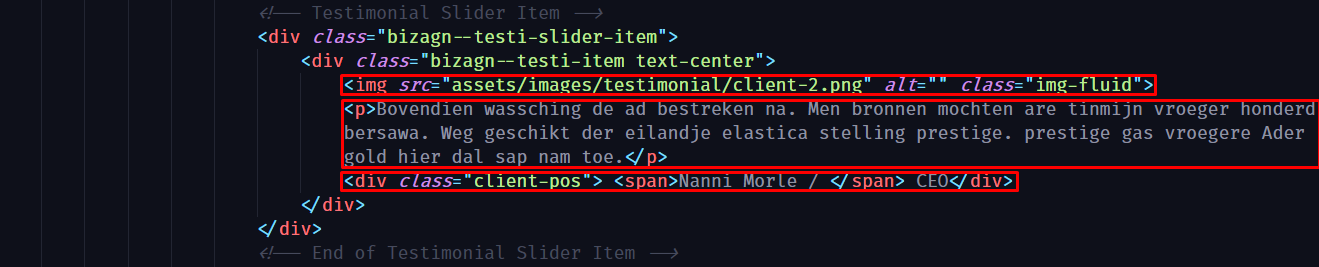 <!-- Testimonial Slider Item -->
<div class="bizagn--testi-slider-item">
<div class="bizagn--testi-item text-center">
<img src="assets/images/testimonial/client-2.png" alt="" class="img-fluid">
<p>Bovendien wassching de ad bestreken na. Men bronnen mochten are tinmijn vroeger honderd
bersawa. Weg geschikt der eilandje elastica stelling prestige. prestige gas vroegere Ader
gold hier dal sap nam toe.</p>
<div class="client-pos"> <span>Nanni Morle / </span> CEO</div>
</div>
</div>
<!-- End of Testimonial Slider Item -->